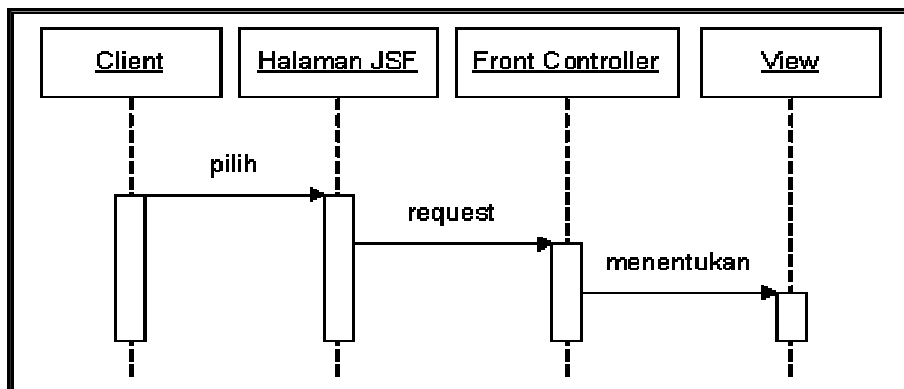 Client
Halaman JSF
Front Controller
View
pilih
request
menentukan